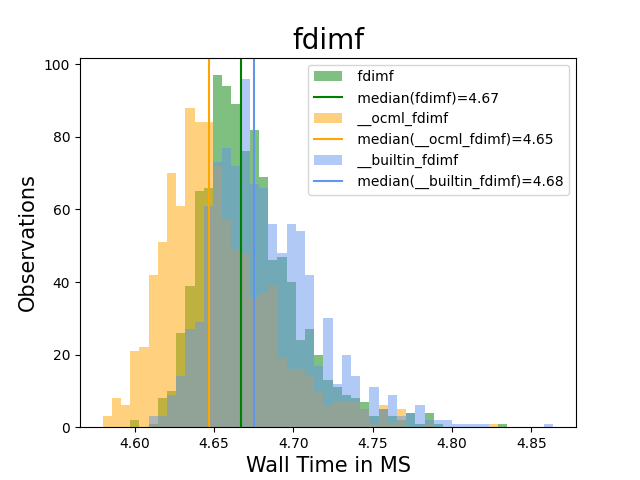 fdimf
100
80
60
40
20
0
Observations
fdimf
median(fdimf)=4.67
__ocml_fdimf
median(__ocml_fdimf)=4.65
__builtin_fdimf
median(__builtin_fdimf)=4.68
4.60 4.65 4.70 4.75 4.80 4.85
Wall Time in MS